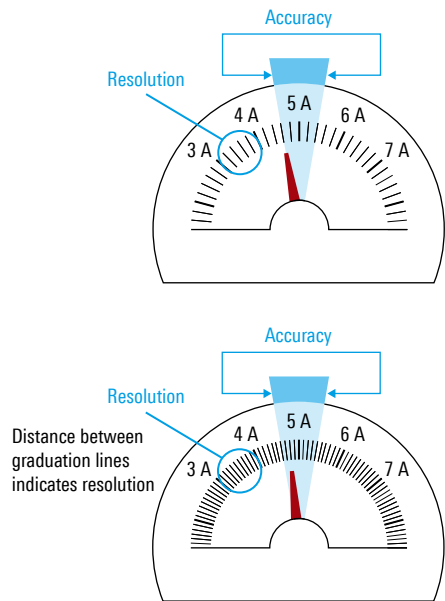 Accuracy
Resolution
3 A
4 A
5 A
6 A
7 A
Accuracy
Resolution
Distance between
graduation lines
indicates resolution
3 A
4 A
5 A
6 A
7 A